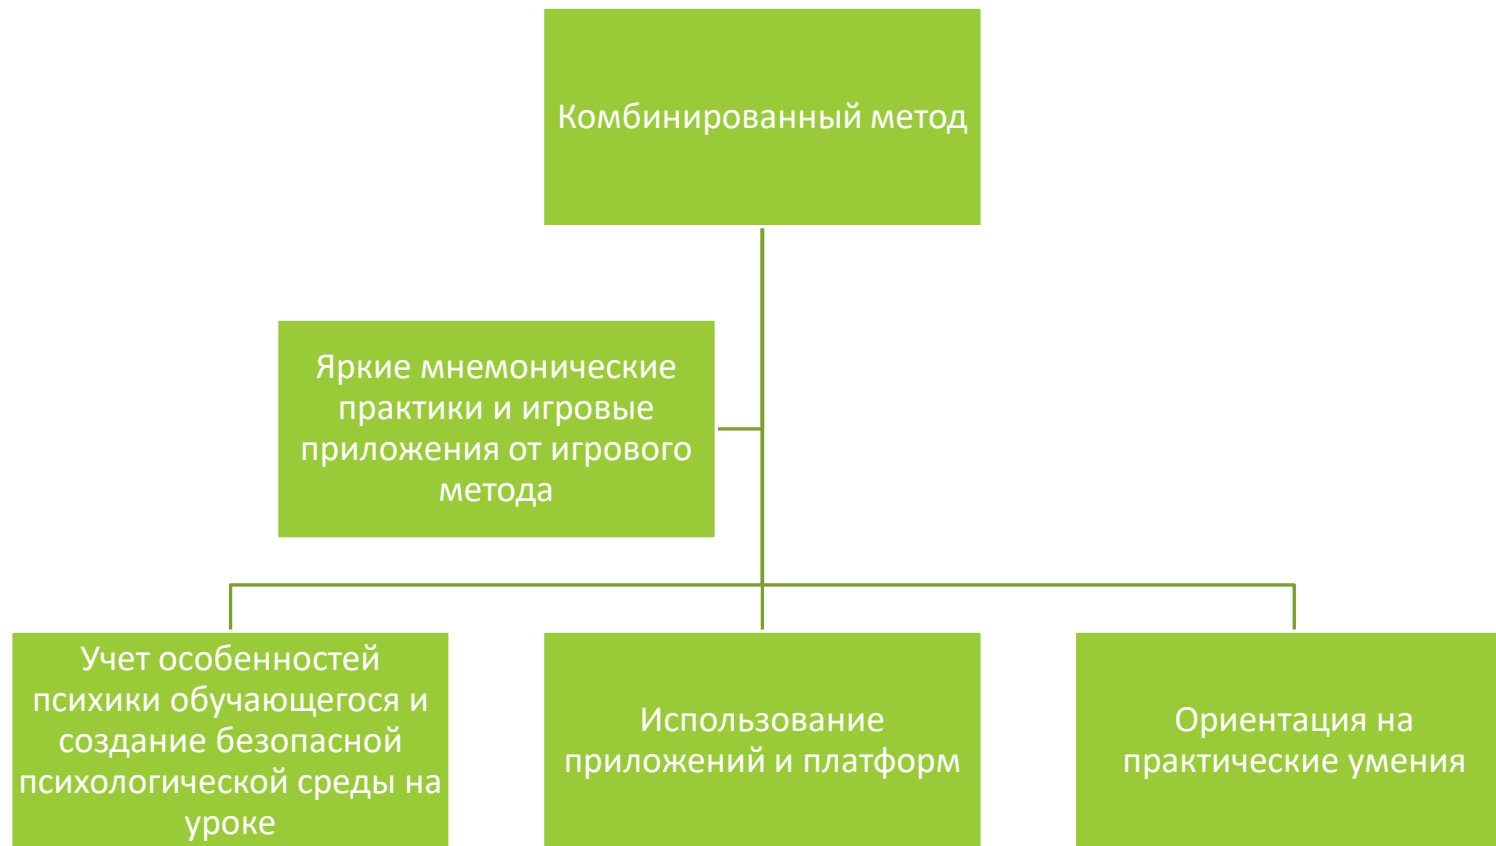 Комбинированный метод
Яркие мнемонические
практики и игровые
приложения от игрового
метода
Учет особенностей
психики обучающегося и
создание безопасной
психологической среды на
уроке
Использование
приложений и платформ
Ориентация на
практические умения